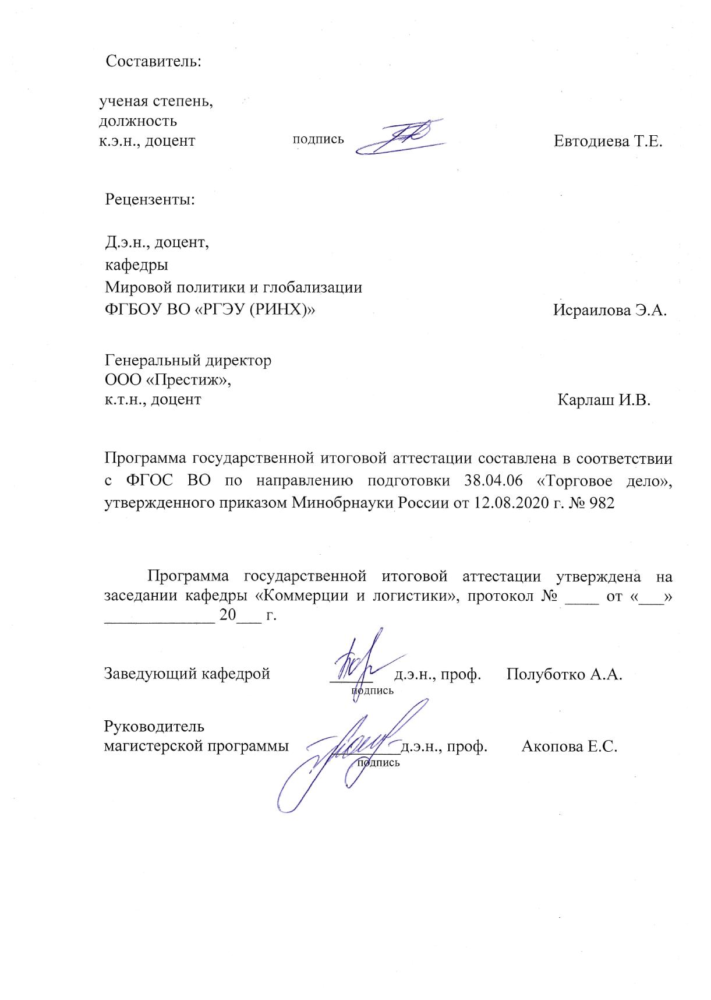 Составитель:
ученая степень,
должность
к.э.н., доцент подпись Евтодиева Т.Е.
Рецензенты:
Д.э.н., доцент,
кафедры
Мировой политики и глобализации
ФГБОУ ВО «РГЭУ (РИНХ)» Исраилова Э.А.
Генеральный директор
ООО «Престиж»,
к.т.н., доцент Карлаш И.В.
Программа государственной итоговой аттестации составлена в соответствии
с ФГОС ВО по направлению подготовки 38.04.06 «Торговое дело»,
утвержденного приказом Минобрнауки России от 12.08.2020 г. № 982
Программа государственной итоговой аттестации утверждена на
заседании кафедры «Коммерции и логистики», протокол № ____ от «___»
_____________ 20___ г.
Заведующий кафедрой _____ д.э.н., проф. Полуботко А.А.
подпись
Руководитель
магистерской программы ________д.э.н., проф. Акопова Е.С.
подпись